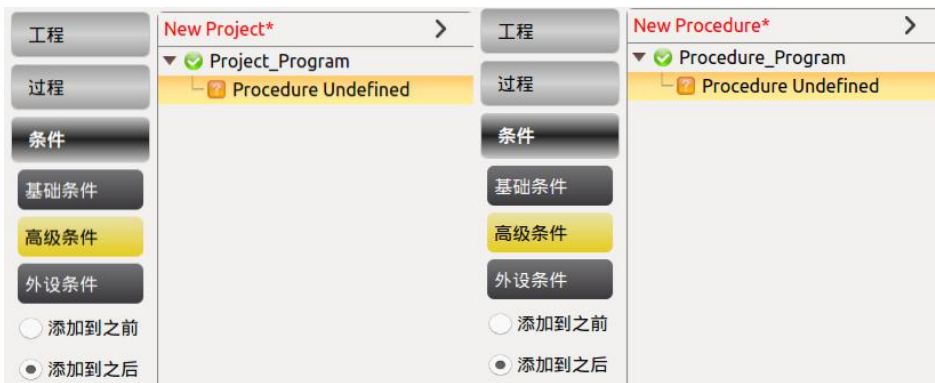 工程
过程
条件
基础条件
高级条件
外设条件
添加到之前
添加到之后
New Project*
Project_Program
Procedure Undefined
工程
过程
条件
基础条件
高级条件
外设条件
添加到之前
添加到之后
New Procedure*
Procedure_Program
Procedure Undefined